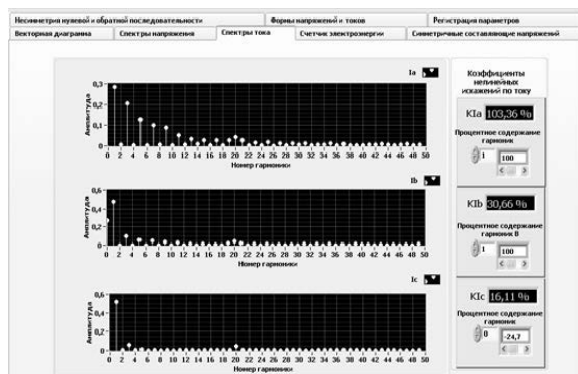 Несимметрия нулевой и обратной последовательности Формы напряжений и токов Регистрация параметров
Векторная диаграмма Спектры напряжения Спектры тока Счетчик электроэнергии Симметричные составляющие напряжений
Ia
Амплитуда
0,3
0,2
0,1
0
0 2 4 6 8 10 12 14 16 18 20 22 24 26 28 30 32 34 36 38 40 42 44 46 48 50
Номер гармоники
Ib
Амплитуда
0,6
0,4
0,2
0
0 2 4 6 8 10 12 14 16 18 20 22 24 26 28 30 32 34 36 38 40 42 44 46 48 50
Номер гармоники
Ic
Амплитуда
0,6
0,4
0,2
0
0 2 4 6 8 10 12 14 16 18 20 22 24 26 28 30 32 34 36 38 40 42 44 46 48 50
Номер гармоники
Коэффициенты
нелинейных
искажений по току
KIa 103,36 %
Процентное содержание
гармоник
1 100
KIb 30,66 %
Процентное содержание
гармоник B
1 100
KIc 16,11 %
Процентное содержание
гармоник
0 -24,7